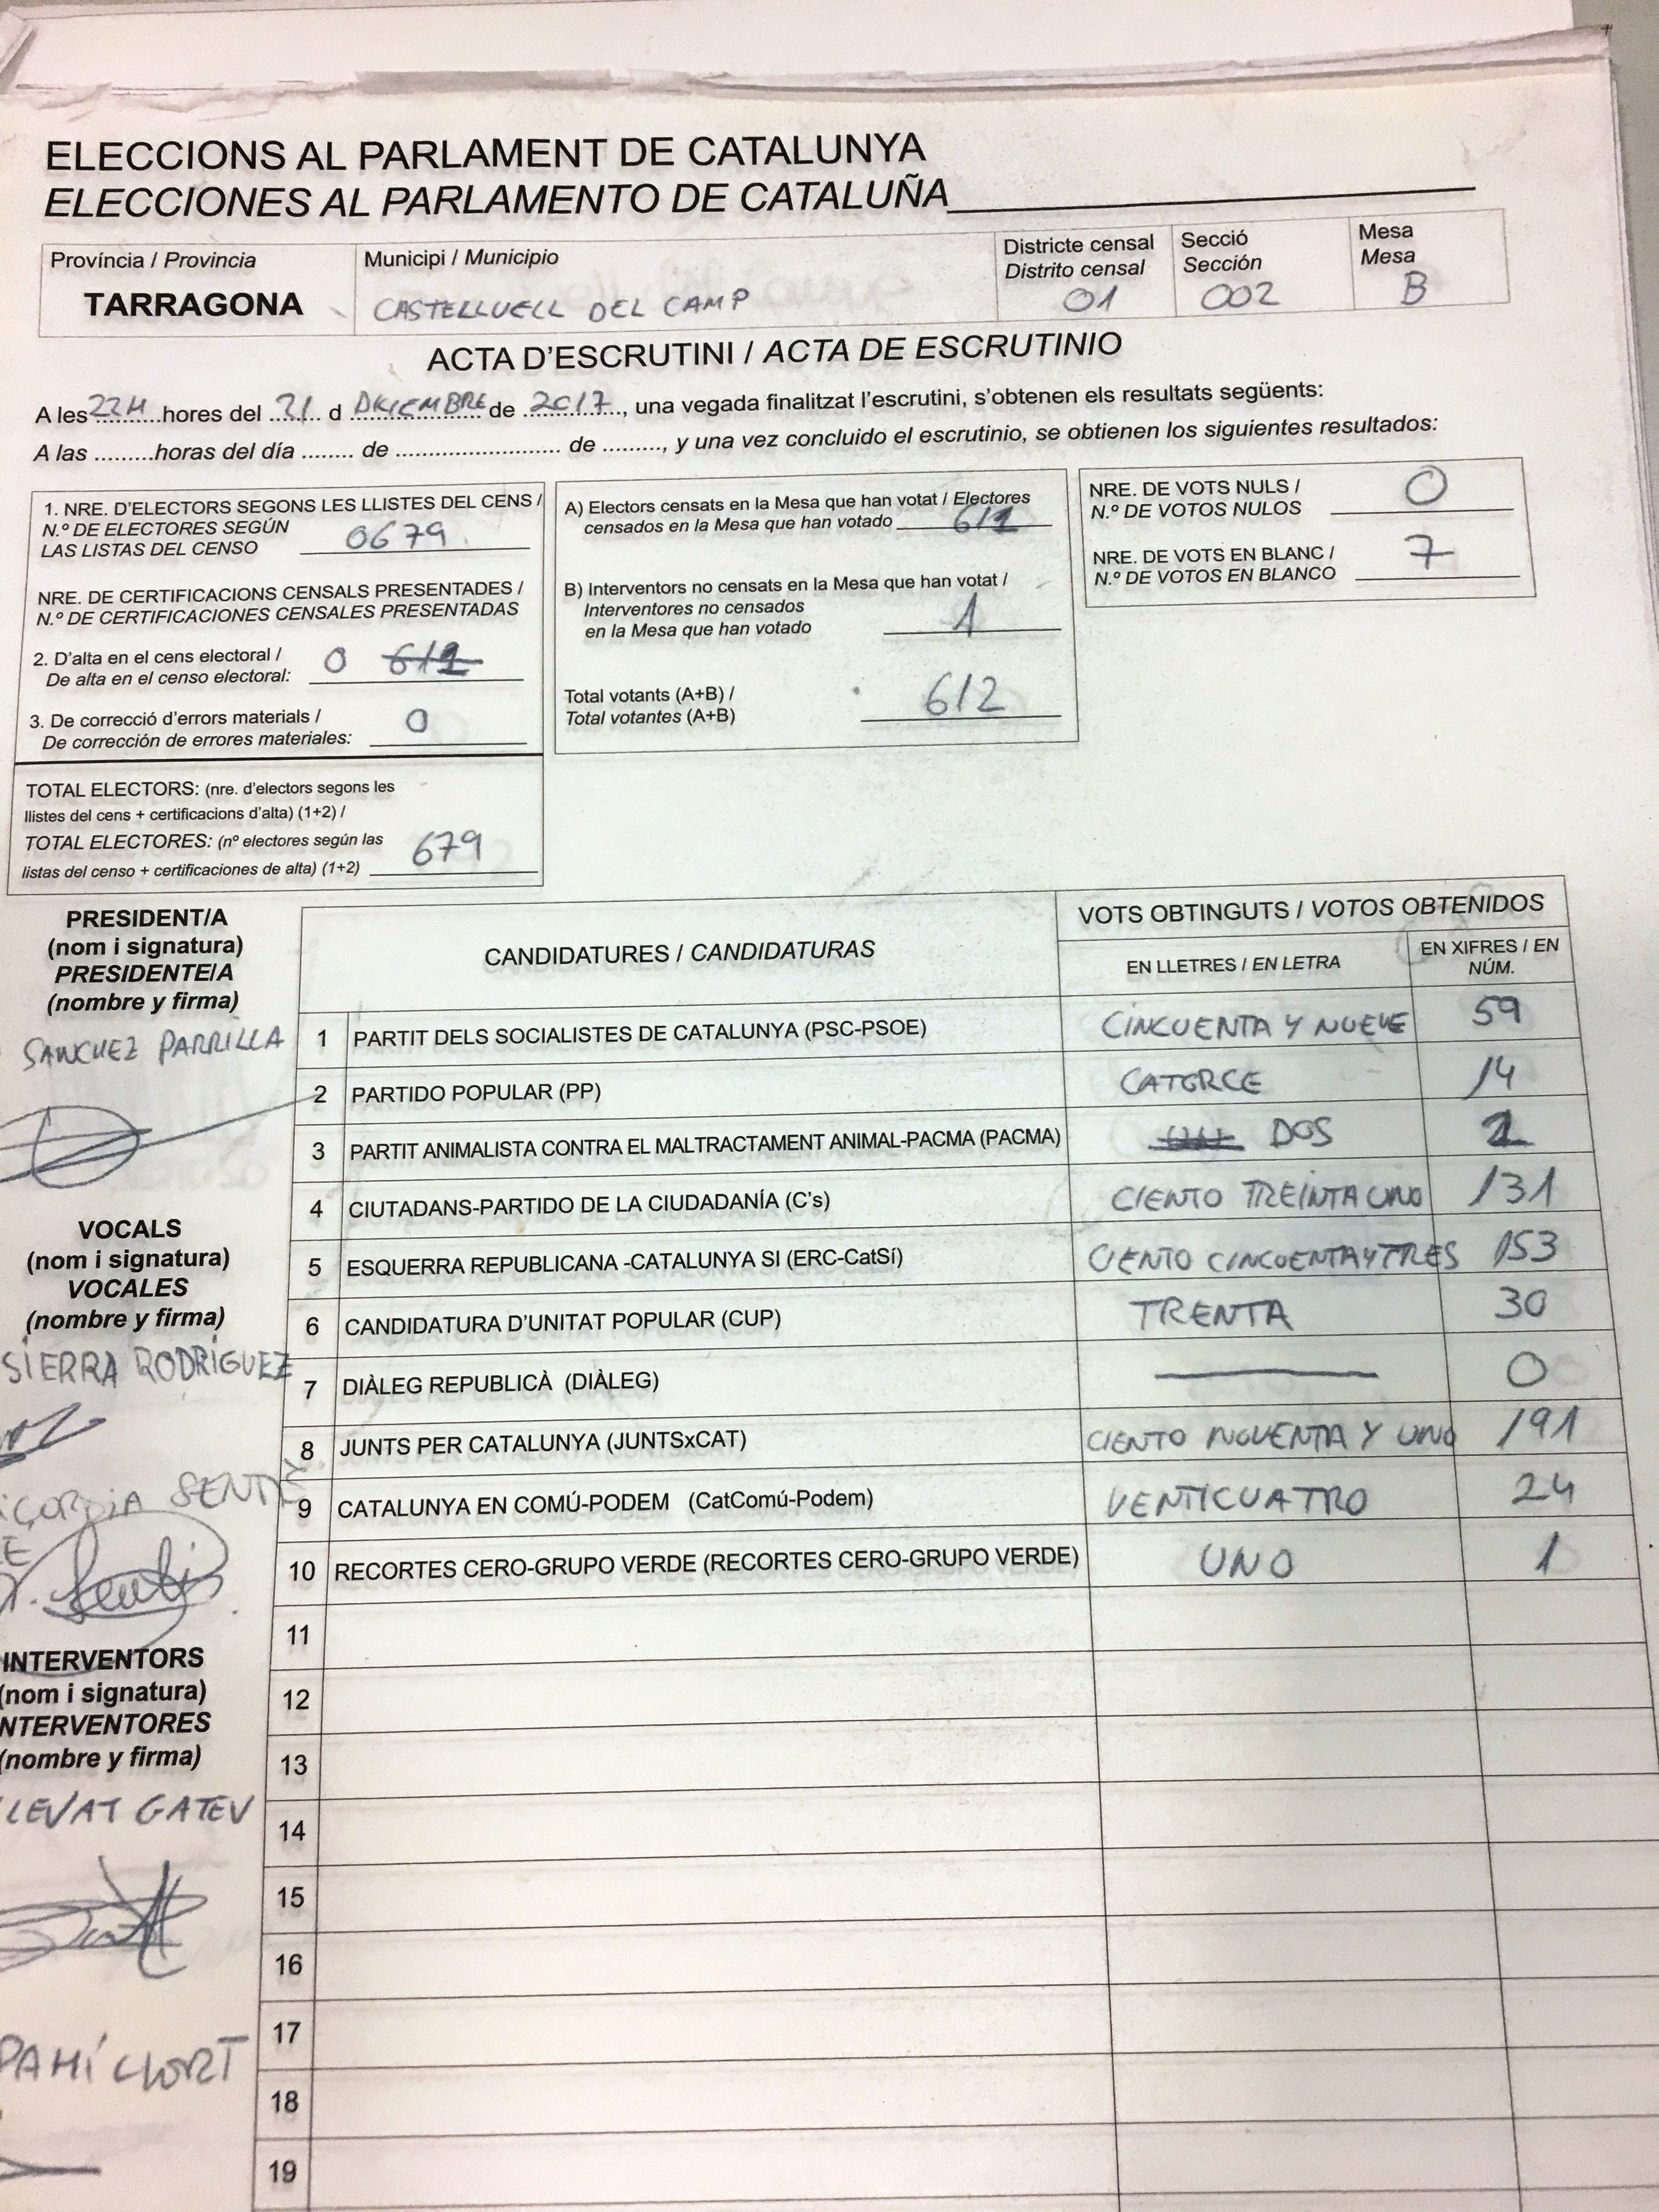 ELECCIONS AL PARLAMENT DE CATALUNYA
ELECCIONES AL PARLAMENTO DE CATALUÑA
Província / Provincia
TARRAGONA
Municipi / Municipio
CASTELLVELL DEL CAMP
Districte censal
Distrito censal
01
Secció
Sección
002
Mesa
Mesa
B
ACTA D'ESCRUTINI / ACTA DE ESCRUTINIO
A les 22H hores del 21 d DICIEMBRE de 2017, una vegada finalitzat l'escrutini, s'obtenen els resultats següents:
A las .........horas del día ........ de ......................... de ........., y una vez concluido el escrutinio, se obtienen los siguientes resultados:
1. NRE. D'ELECTORS SEGONS LES LLISTES DEL CENS /
N.º DE ELECTORES SEGÚN
LAS LISTAS DEL CENSO 0679
NRE. DE CERTIFICACIONS CENSALS PRESENTADES /
N.º DE CERTIFICACIONES CENSALES PRESENTADAS
2. D'alta en el cens electoral /
De alta en el censo electoral: 0 611
3. De correcció d'errors materials /
De corrección de errores materiales: 0
TOTAL ELECTORS: (nre. d'electors segons les
llistes del cens + certificacions d'alta) (1+2) /
TOTAL ELECTORES: (nº electores según las
listas del censo + certificaciones de alta) (1+2) 679
A) Electors censats en la Mesa que han votat / Electores
censados en la Mesa que han votado 611
B) Interventors no censats en la Mesa que han votat /
Interventores no censados
en la Mesa que han votado 1
Total votants (A+B) /
Total votantes (A+B) 612
NRE. DE VOTS NULS /
N.º DE VOTOS NULOS 0
NRE. DE VOTS EN BLANC /
N.º DE VOTOS EN BLANCO 7
PRESIDENT/A
(nom i signatura)
PRESIDENTE/A
(nombre y firma)
SANCHEZ PARRILLA
VOCALS
(nom i signatura)
VOCALES
(nombre y firma)
SIERRA RODRÍGUEZ
SENTIS
INTERVENTORS
(nom i signatura)
INTERVENTORES
(nombre y firma)
LLEVAT GATEV
PAMÍ LLORT
CANDIDATURES / CANDIDATURAS
VOTS OBTINGUTS / VOTOS OBTENIDOS
EN LLETRES / EN LETRA
EN XIFRES / EN
NÚM.
1 PARTIT DELS SOCIALISTES DE CATALUNYA (PSC-PSOE) CINCUENTA Y NUEVE 59
2 PARTIDO POPULAR (PP) CATORCE 14
3 PARTIT ANIMALISTA CONTRA EL MALTRACTAMENT ANIMAL-PACMA (PACMA) DOS 2
4 CIUTADANS-PARTIDO DE LA CIUDADANÍA (C's) CIENTO TREINTA UNO 131
5 ESQUERRA REPUBLICANA -CATALUNYA SI (ERC-CatSí) CIENTO CINCUENTA Y TRES 153
6 CANDIDATURA D'UNITAT POPULAR (CUP) TRENTA 30
7 DIÀLEG REPUBLICÀ (DIÀLEG) 0
8 JUNTS PER CATALUNYA (JUNTSxCAT) CIENTO NOVENTA Y UNO 191
9 CATALUNYA EN COMÚ-PODEM (CatComú-Podem) VENTICUATRO 24
10 RECORTES CERO-GRUPO VERDE (RECORTES CERO-GRUPO VERDE) UNO 1
11
12
13
14
15
16
17
18
19